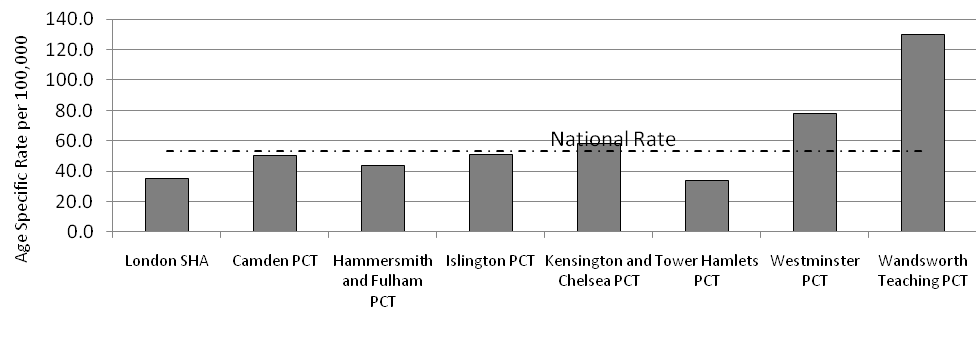 Age Specific Rate per 100,000
140.0
120.0
100.0
80.0
60.0
40.0
20.0
0.0
National Rate
London SHA
Camden PCT
Hammersmith
and Fulham
PCT
Islington PCT
Kensington and
Chelsea PCT
Tower Hamlets
PCT
Westminster
PCT
Wandsworth
Teaching PCT